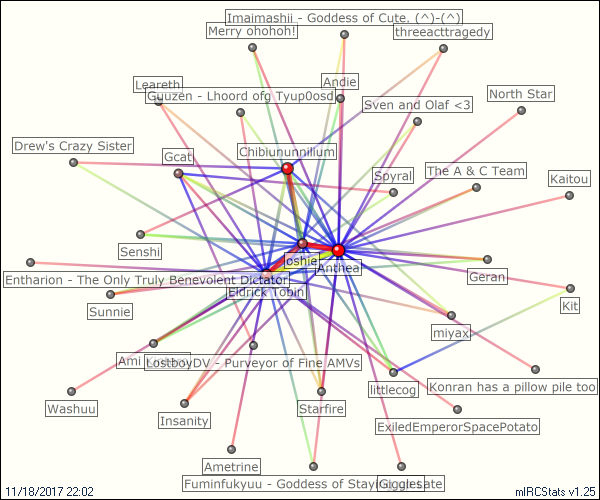 Imaimashii - Goddess of Cute. (^)-(^)
Merry ohohoh!
threeacttragedy
Andie
Leareth
Guuzen - Lhoord ofg Tyup0osd
Sven and Olaf <3
North Star
Drew's Crazy Sister
Gcat
Chibiununnilium
Spyral
The A & C Team
Kaitou
Senshi
Joshie
Anthea
Geran
Entharion - The Only Truly Benevolent Dictator
Eldrick Tobin
Sunnie
Kit
miyax
Ami
LostboyDV - Purveyor of Fine AMVs
littlecog
Konran has a pillow pile too
Washuu
Insanity
Starfire
ExiledEmperorSpacePotato
Ametrine
Fuminfukyuu - Goddess of Staying
11/18/2017 22:02
mIRCStats v1.25